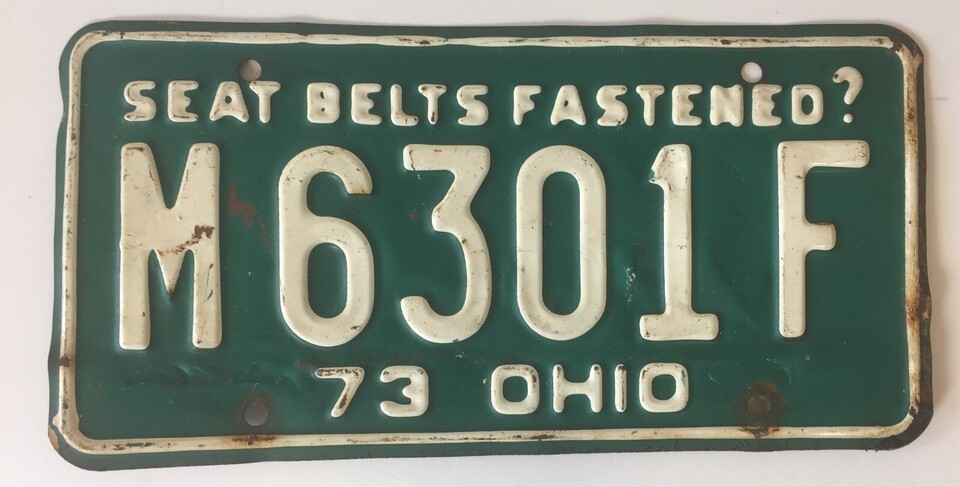 SEAT BELTS FASTENED?
M6301F
73 OHIO